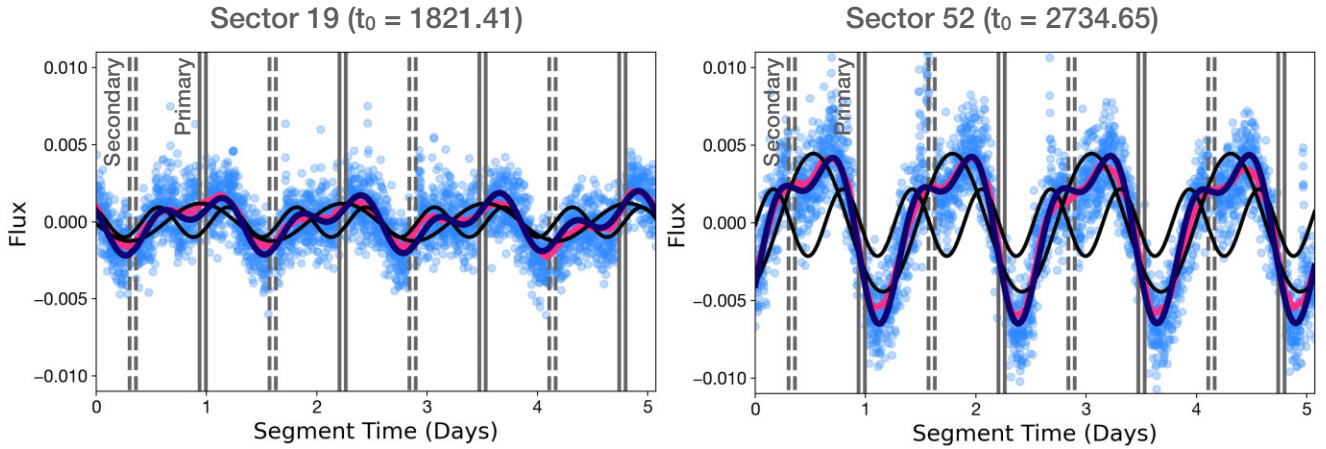 Sector 19 (t₀ = 1821.41)
0.010
0.005
0.000
−0.005
−0.010
Flux
Secondary
Primary
0 1 2 3 4 5
Segment Time (Days)
Sector 52 (t₀ = 2734.65)
0.010
0.005
0.000
−0.005
−0.010
Flux
Secondary
Primary
0 1 2 3 4 5
Segment Time (Days)